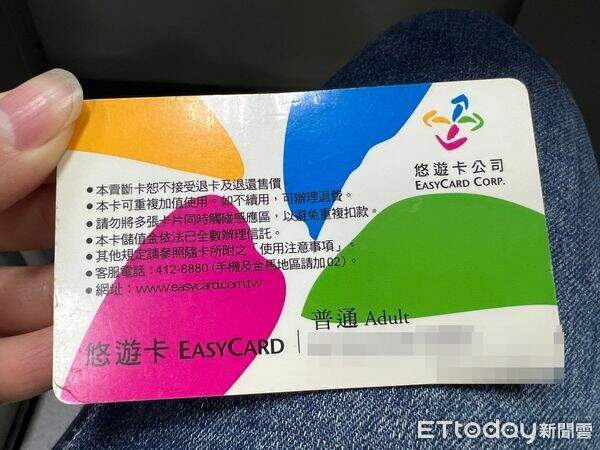 悠遊卡公司
EASYCARD CORP.
●本賣斷卡恕不接受退卡及退還售價。
●本卡可重複加值使用。如不續用，可辦理退費。
●請勿將多張卡片同時觸碰感應區，以避免重複扣款。
●本卡儲值金依法已全數辦理信託。
●其他規定請參照隨卡所附之「使用注意事項」。
●客服電話：412-8880（手機及金馬地區請加02）。
●網址：www.easycard.com.tw
悠遊卡 EASYCARD
普通 Adult
ETtoday新聞雲